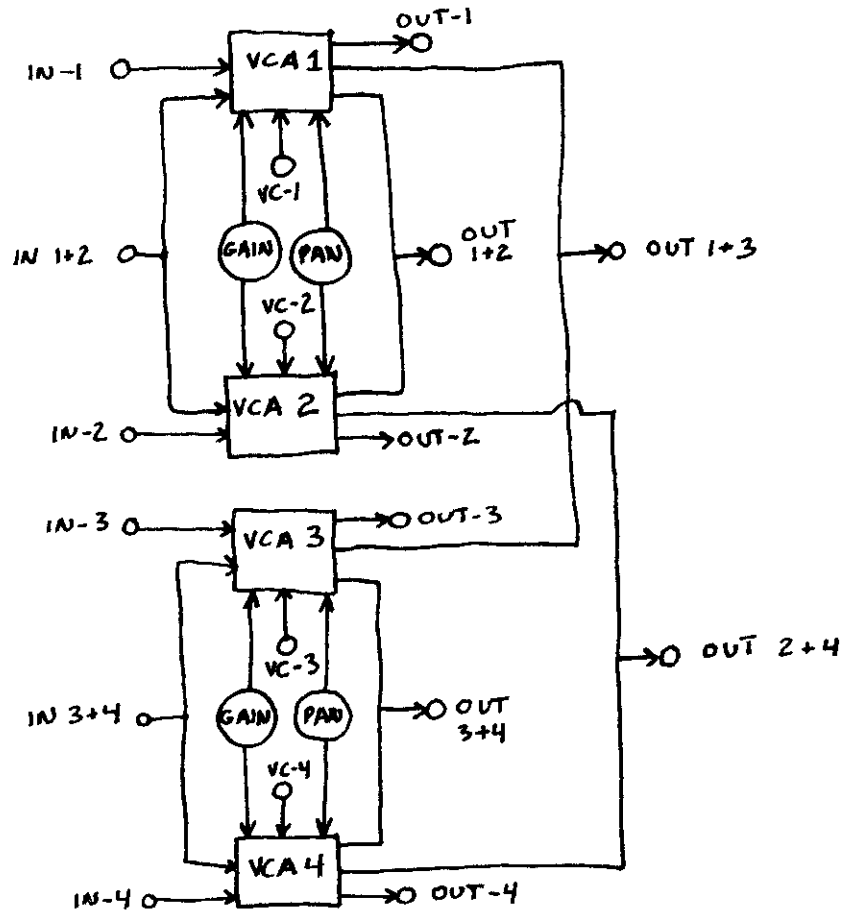 OUT-1
VCA 1
IN-1
VC-1
IN 1+2
GAIN
PAN
OUT
1+2
OUT 1+3
VC-2
VCA 2
IN-2
OUT-2
IN-3
OUT-3
VCA 3
VC-3
OUT 2+4
IN 3+4
GAIN
PAN
OUT
3+4
VC-4
VCA 4
IN-4
OUT-4